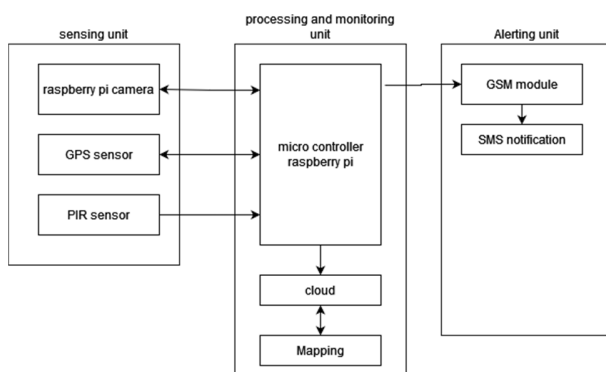 sensing unit
raspberry pi camera
GPS sensor
PIR sensor
processing and monitoring
unit
micro controller
raspberry pi
cloud
Mapping
Alerting unit
GSM module
SMS notification